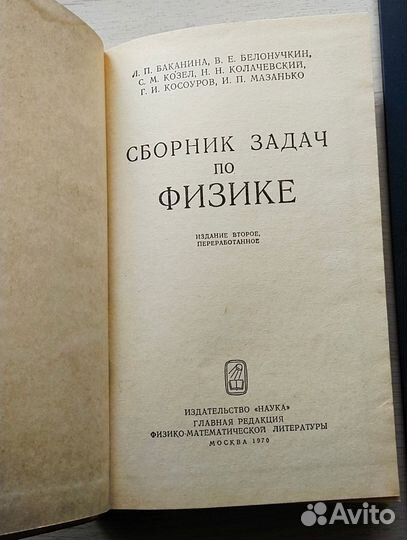 Л. П. БАКАНИНА, В. Е. БЕЛОНУЧКИН,
С. М. КОЗЕЛ, Н. Н. КОЛАЧЕВСКИЙ,
Г. И. КОСОУРОВ, И. П. МАЗАНЬКО
СБОРНИК ЗАДАЧ
ПО
ФИЗИКЕ
ИЗДАНИЕ ВТОРОЕ,
ПЕРЕРАБОТАННОЕ
ИЗДАТЕЛЬСТВО «НАУКА»
ГЛАВНАЯ РЕДАКЦИЯ
ФИЗИКО-МАТЕМАТИЧЕСКОЙ ЛИТЕРАТУРЫ
МОСКВА 1970
Avito